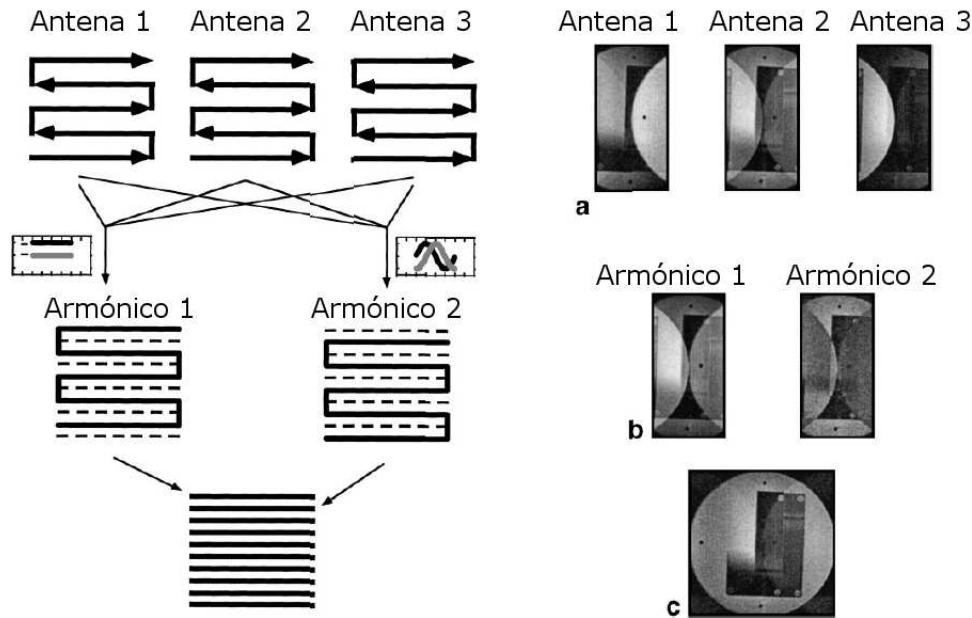 Antena 1 Antena 2 Antena 3
Armónico 1 Armónico 2
Antena 1 Antena 2 Antena 3
a
Armónico 1 Armónico 2
b
c